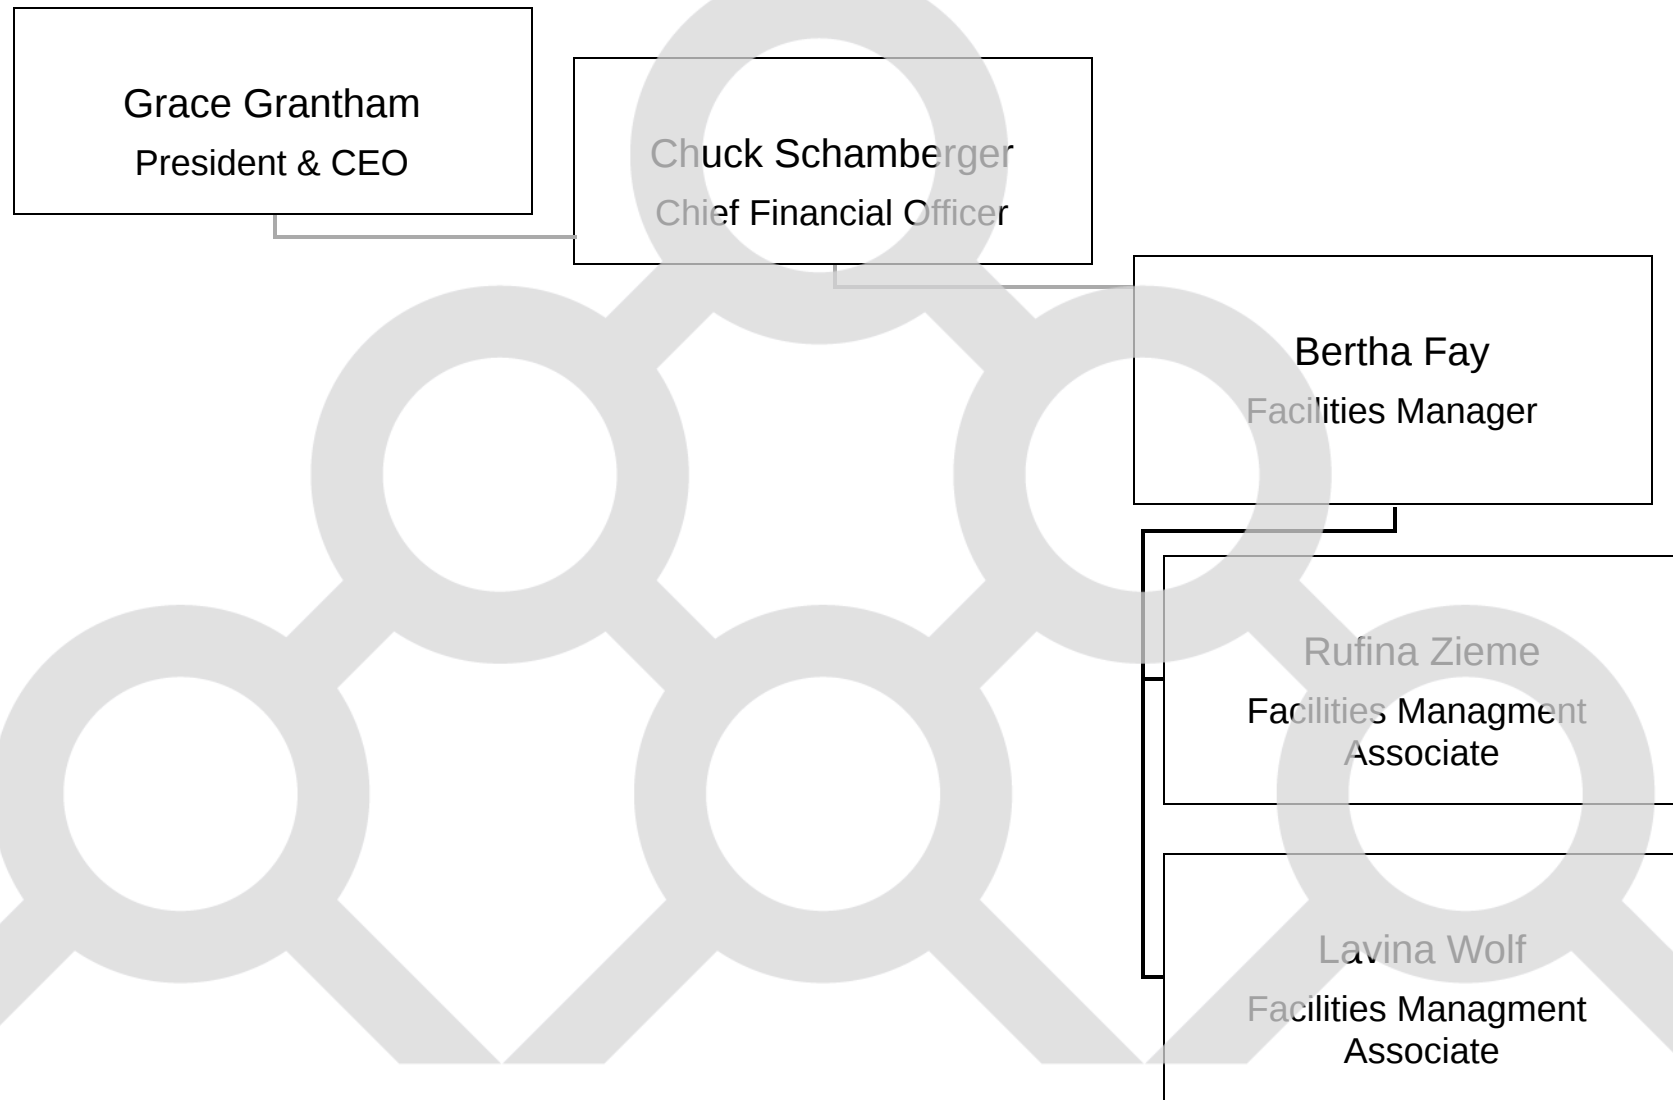 Grace Grantham
President & CEO
Chuck Schamberger
Chief Financial Officer
Bertha Fay
Facilities Manager
Rufina Zieme
Facilities Managment
Associate
Lavina Wolf
Facilities Managment
Associate